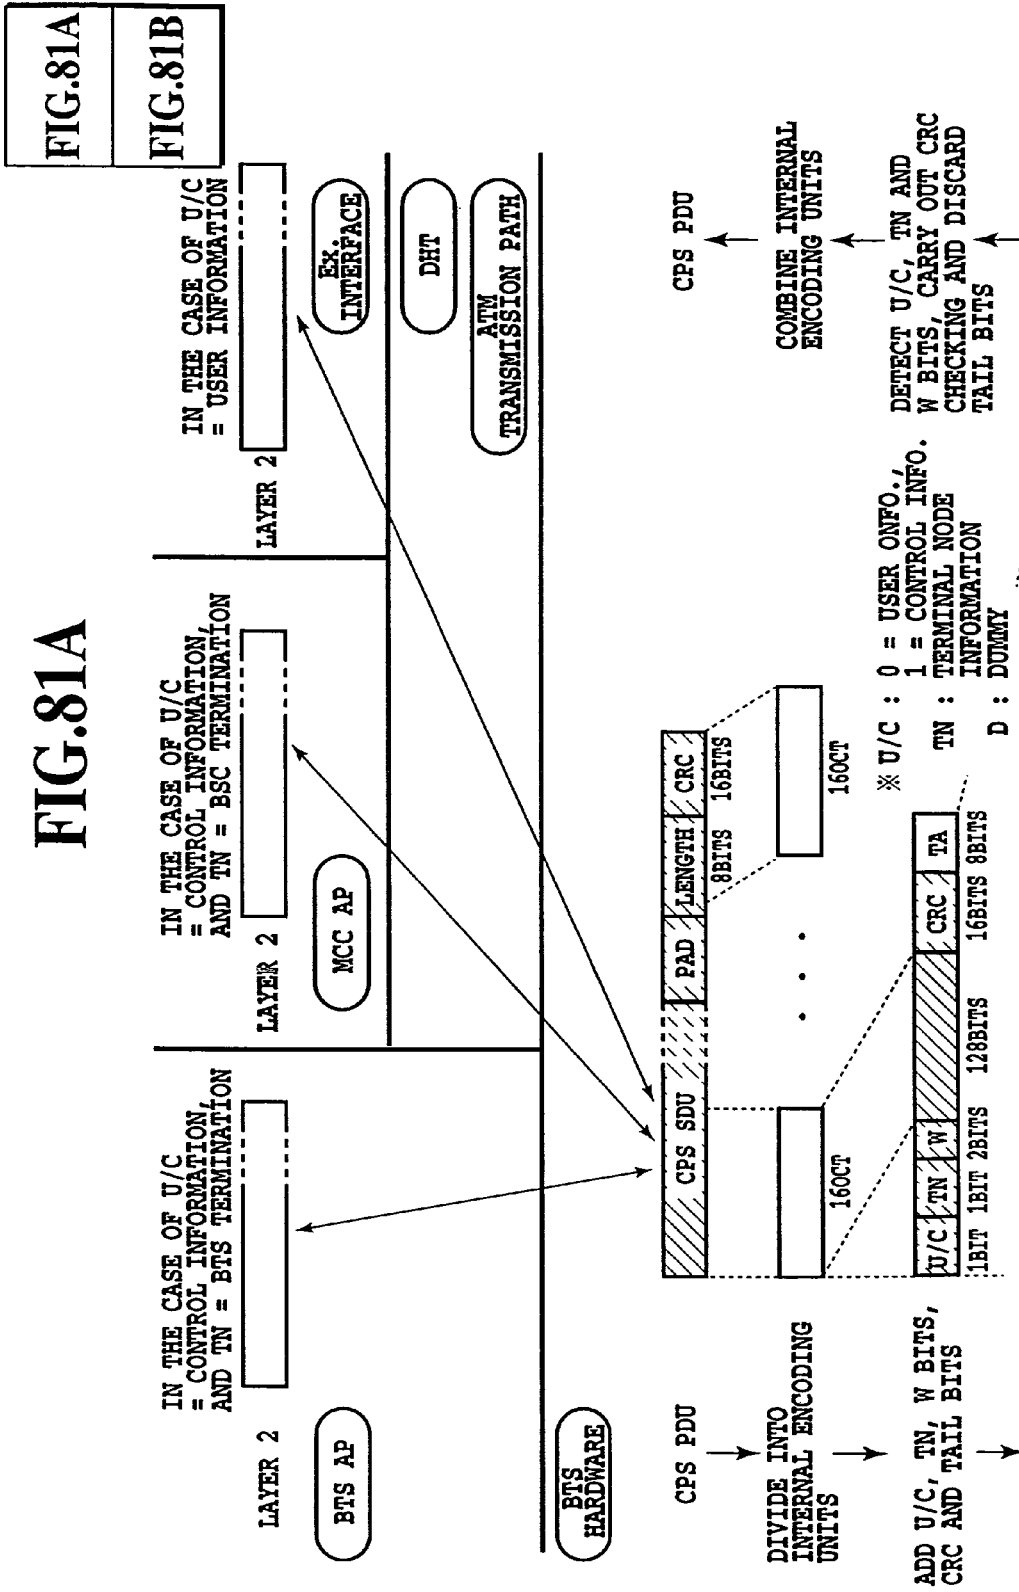 FIG.81A
FIG.81A
FIG.81B
IN THE CASE OF U/C
= CONTROL INFORMATION,
AND TN = BTS TERMINATION
LAYER 2
BTS AP
IN THE CASE OF U/C
= CONTROL INFORMATION,
AND TN = BSC TERMINATION
LAYER 2
MCC AP
IN THE CASE OF U/C
= USER INFORMATION
LAYER 2
EX.
INTERFACE
DHT
ATM
TRANSMISSION PATH
BTS
HARDWARE
CPS PDU
DIVIDE INTO
INTERNAL ENCODING
UNITS
ADD U/C, TN, W BITS,
CRC AND TAIL BITS
CPS SDU
PAD
LENGTH
CRC
8BITS
16BITS
16OCT
16OCT
U/C
TN
W
CRC
TA
1BIT
1BIT
2BITS
128BITS
16BITS
8BITS
※ U/C : 0 = USER ONFO.,
1 = CONTROL INFO.
TN : TERMINAL NODE
INFORMATION
D : DUMMY
CPS PDU
COMBINE INTERNAL
ENCODING UNITS
DETECT U/C, TN AND
W BITS, CARRY OUT CRC
CHECKING AND DISCARD
TAIL BITS